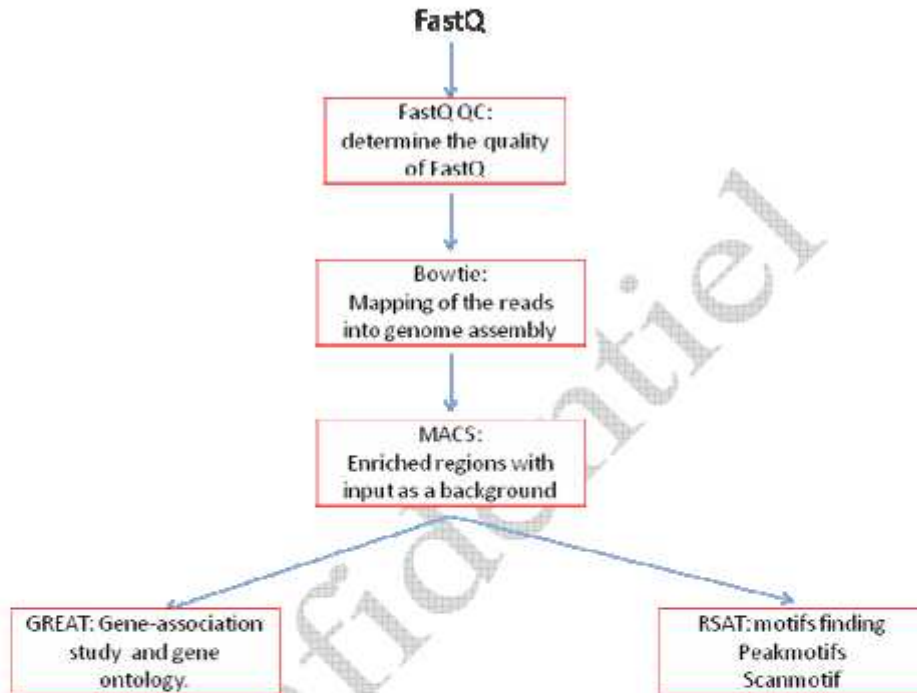 FastQ
FastQ QC:
determine the quality
of FastQ
Bowtie:
Mapping of the reads
into genome assembly
MACS:
Enriched regions with
input as a background
GREAT: Gene-association
study and gene
ontology.
RSAT: motifs finding
Peakmotifs
Scanmotif